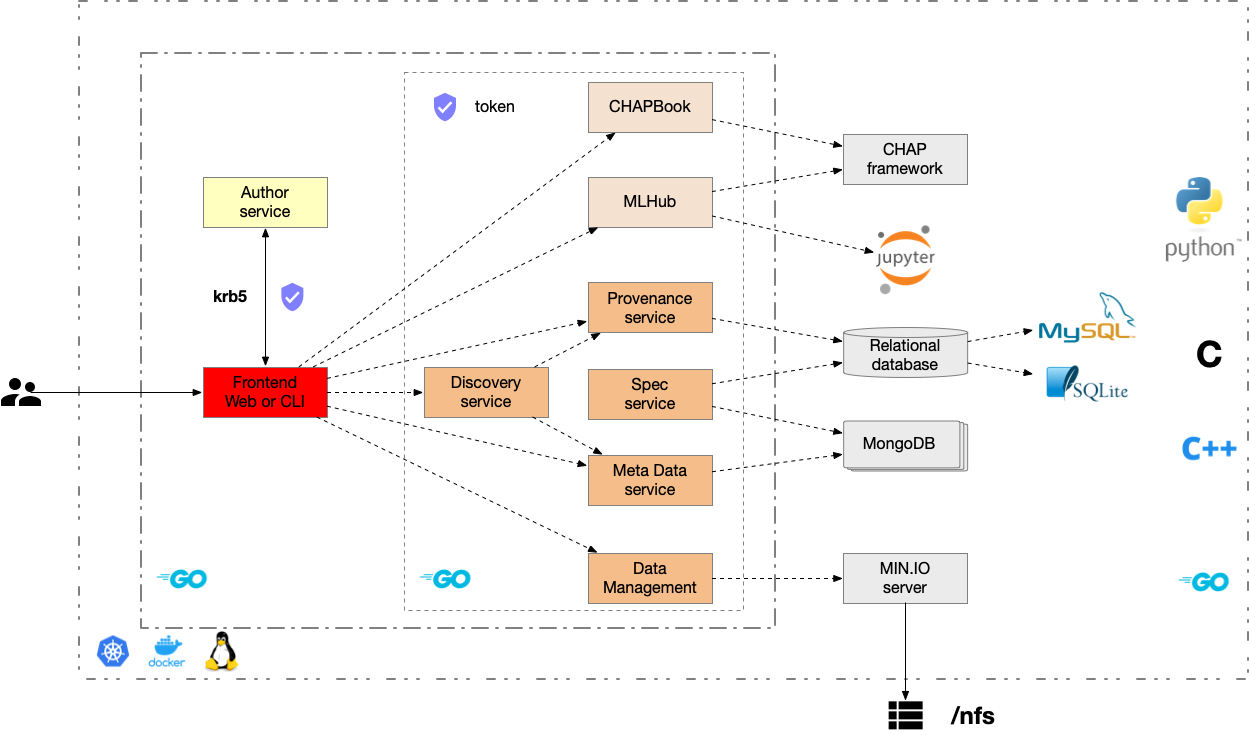 token
CHAPBook
CHAP
framework
Author
service
MLHub
python™
jupyter
krb5
Provenance
service
MySQL
Relational
database
C
Frontend
Web or CLI
Discovery
service
Spec
service
SQLite
MongoDB
C++
Meta Data
service
GO
GO
Data
Management
MIN.IO
server
GO
docker
/nfs